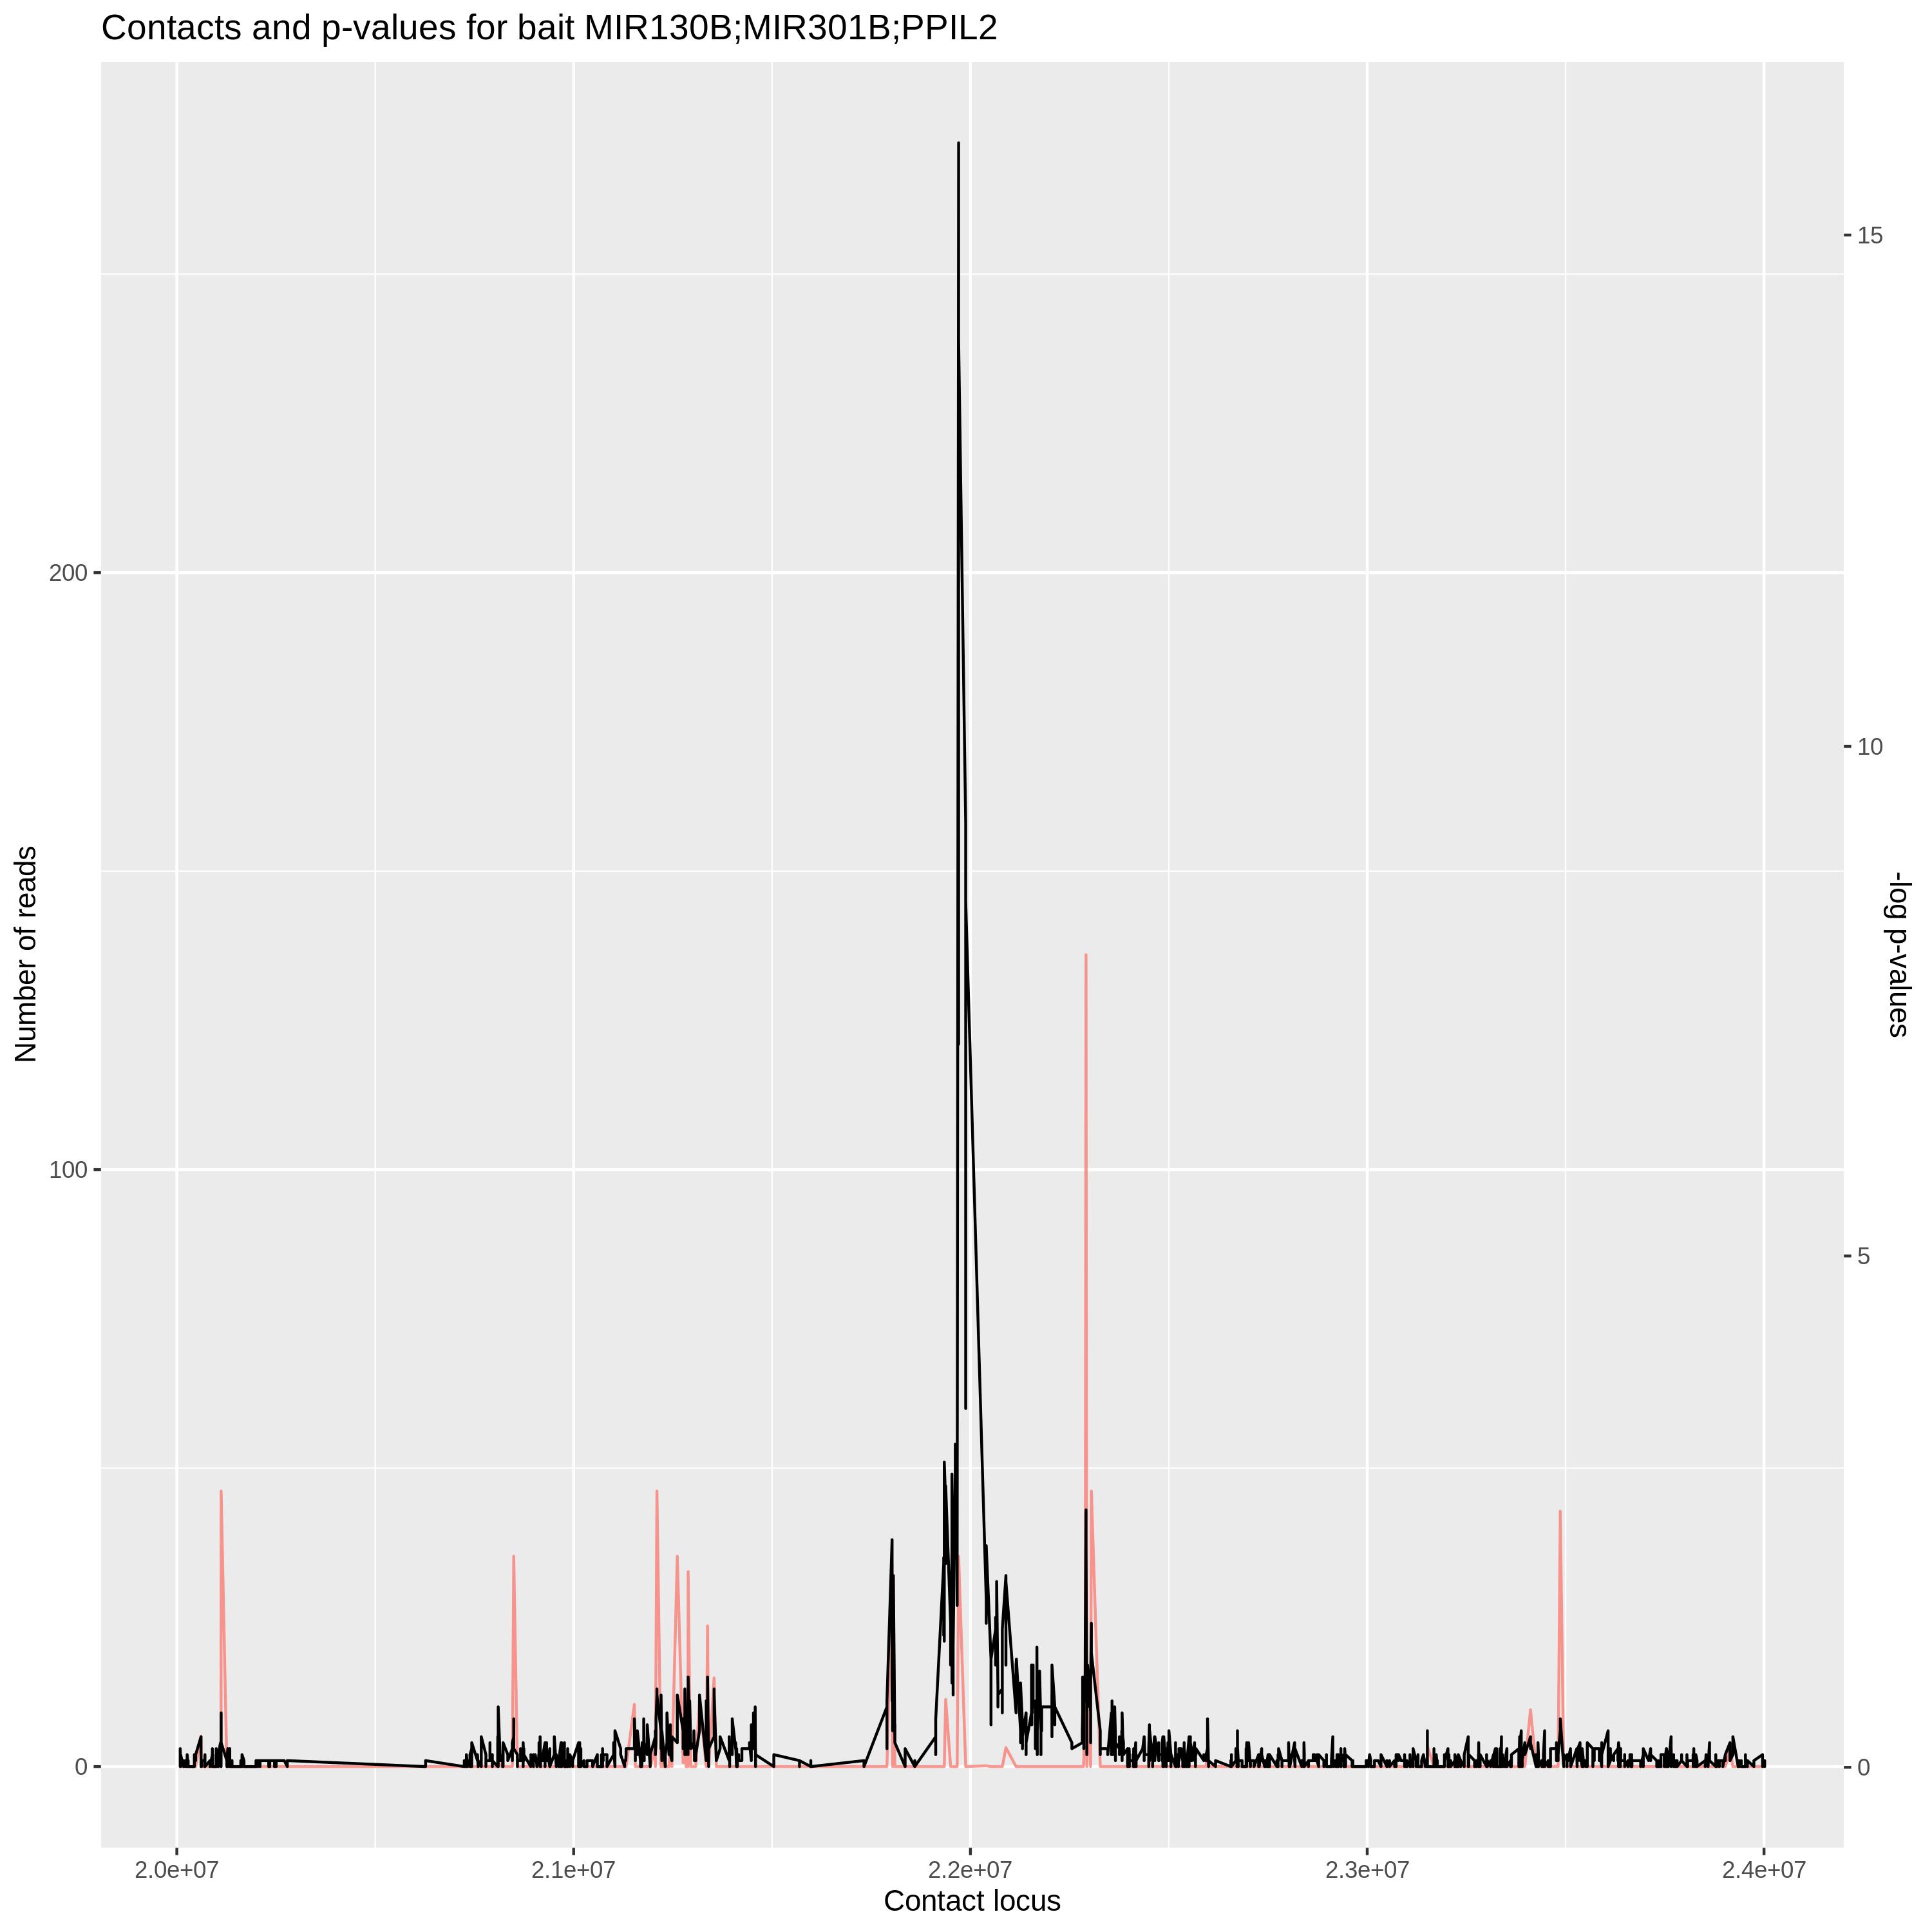 Contacts and p-values for bait MIR130B;MIR301B;PPIL2
Number of reads
200
100
0
15
10
5
0
-log p-values
2.0e+07
2.1e+07
2.2e+07
2.3e+07
2.4e+07
Contact locus